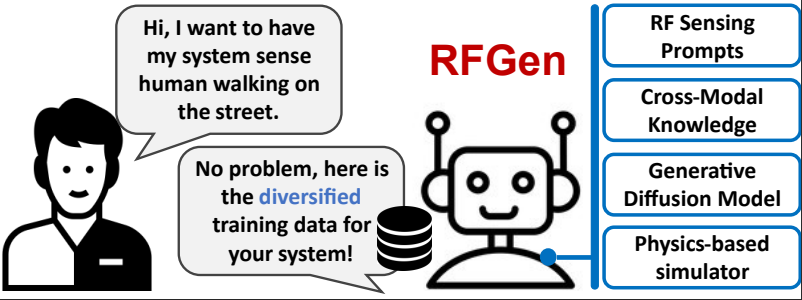 Hi, I want to have
my system sense
human walking on
the street.
No problem, here is
the diversified
training data for
your system!
RFGen
RF Sensing
Prompts
Cross-Modal
Knowledge
Generative
Diffusion Model
Physics-based
simulator